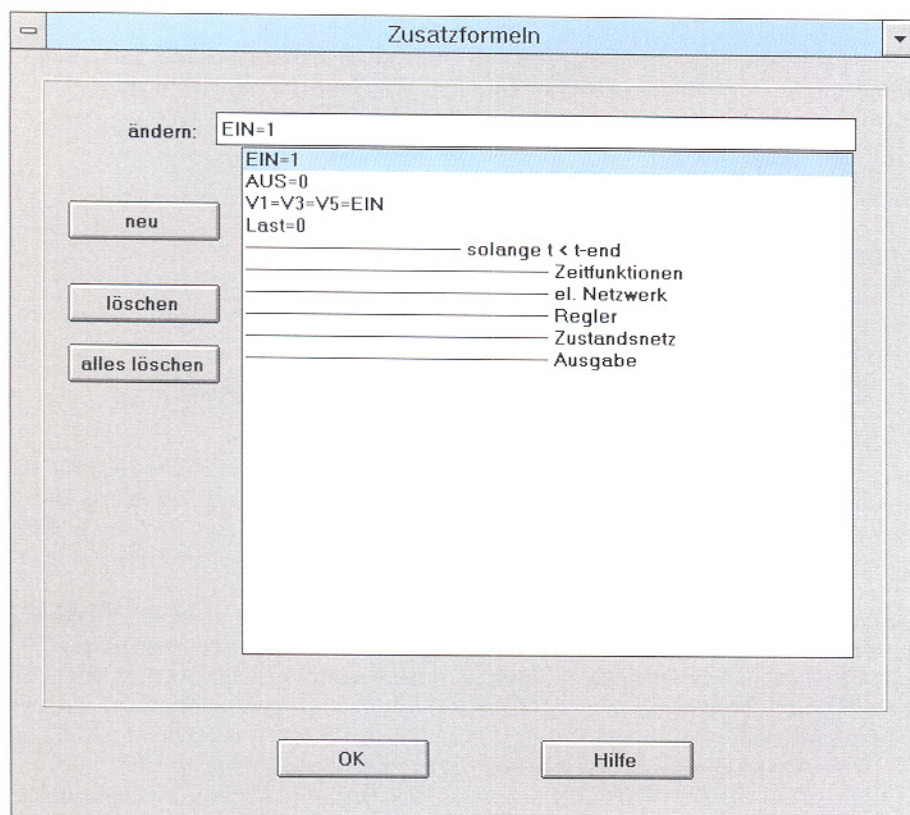 Zusatzformeln
ändern: EIN=1
EIN=1
AUS=0
V1=V3=V5=EIN
neu
Last=0
solange t < t-end
Zeitfunktionen
el. Netzwerk
löschen
Regler
Zustandsnetz
alles löschen
Ausgabe
OK
Hilfe